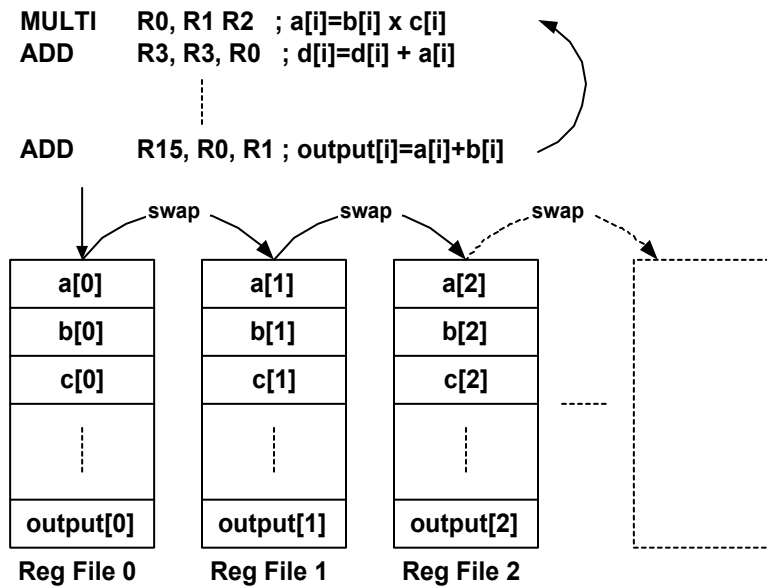 MULTI R0, R1 R2 ; a[i]=b[i] x c[i]
ADD R3, R3, R0 ; d[i]=d[i] + a[i]
ADD R15, R0, R1 ; output[i]=a[i]+b[i]
swap swap swap
a[0] a[1] a[2]
b[0] b[1] b[2]
c[0] c[1] c[2]
output[0] output[1] output[2]
Reg File 0 Reg File 1 Reg File 2